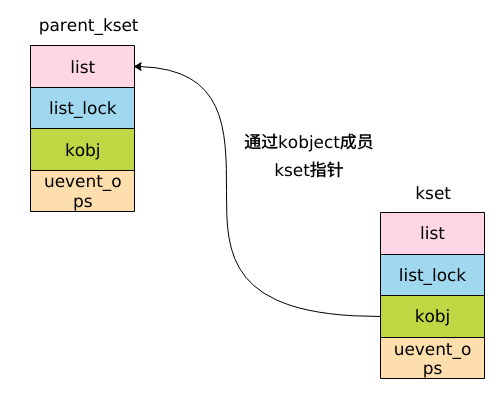 parent_kset
list
list_lock
kobj
uevent_o
ps
通过kobject成员
kset指针
kset
list
list_lock
kobj
uevent_o
ps